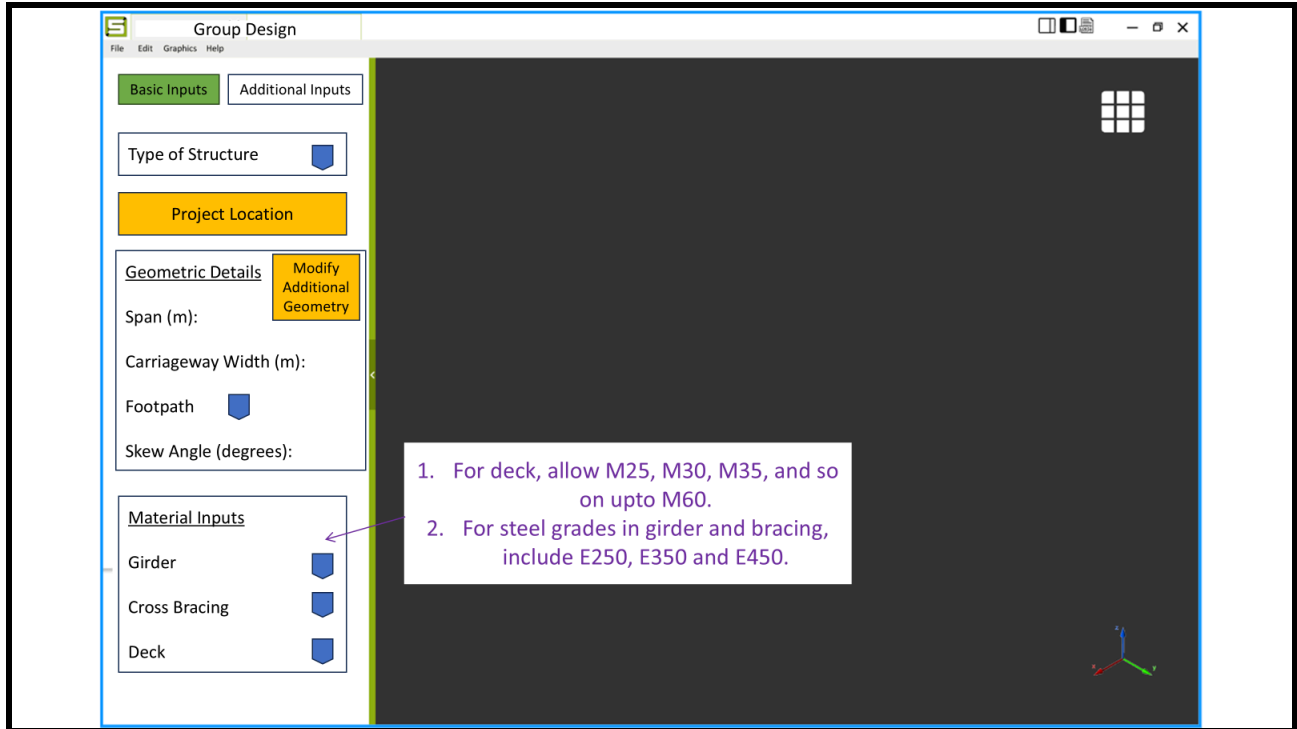 Group Design
File Edit Graphics Help
Basic Inputs Additional Inputs
Type of Structure
Project Location
Geometric Details
Modify
Additional
Geometry
Span (m):
Carriageway Width (m):
Footpath
Skew Angle (degrees):
1. For deck, allow M25, M30, M35, and so
on upto M60.
2. For steel grades in girder and bracing,
include E250, E350 and E450.
Material Inputs
Girder
Cross Bracing
Deck
z
x
y